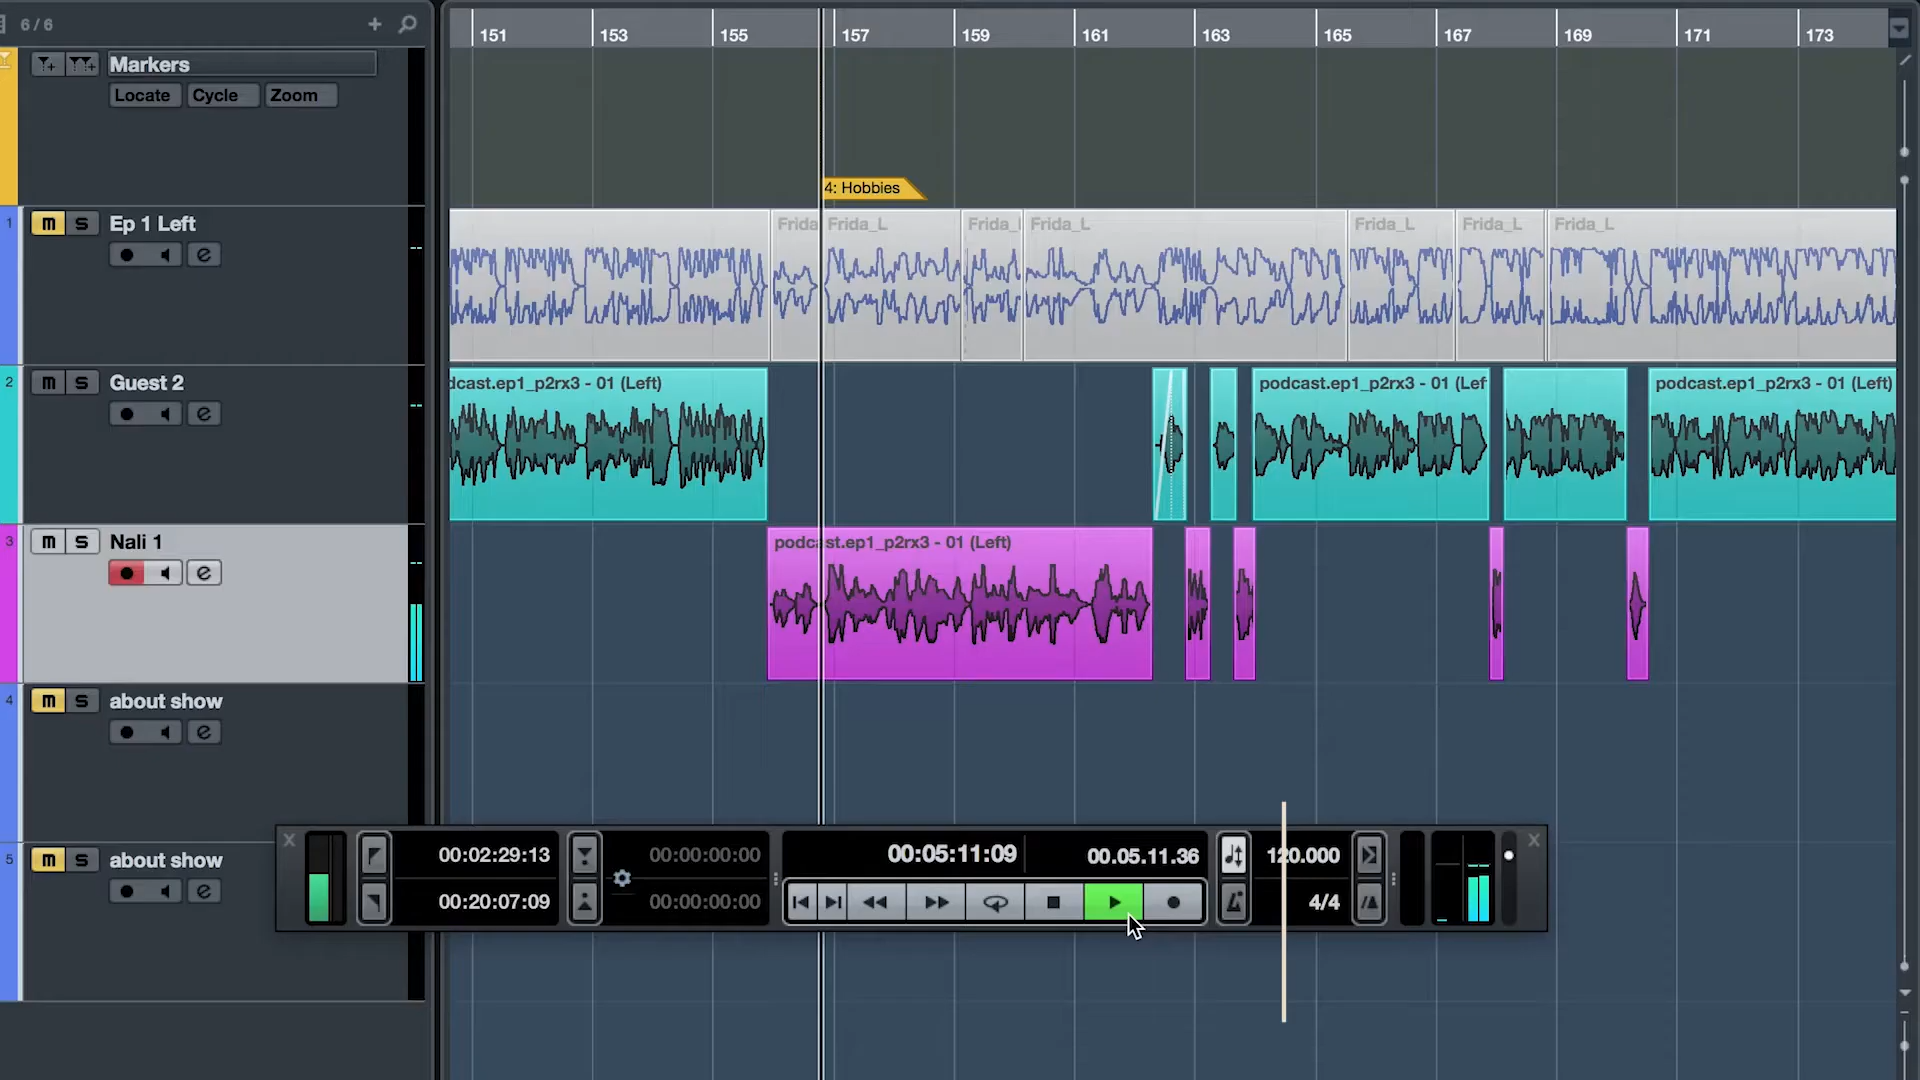 6 / 6
151 153 155 157 159 161 163 165 167 169 171 173
Markers
Locate Cycle Zoom
4: Hobbies
1 m S Ep 1 Left
e
Frida Frida_L Frida_l Frida_L Frida_L Frida_L Frida_L
2 m S Guest 2
e
dcast.ep1_p2rx3 - 01 (Left) podcast.ep1_p2rx3 - 01 (Lef podcast.ep1_p2rx3 - 01 (Left)
3 m S Nali 1
e
podcast.ep1_p2rx3 - 01 (Left)
4 m S about show
e
5 m S about show
e
X X
00:02:29:13 00:00:00:00 00:05:11:09 00.05.11.36 120.000
00:20:07:09 00:00:00:00 4/4